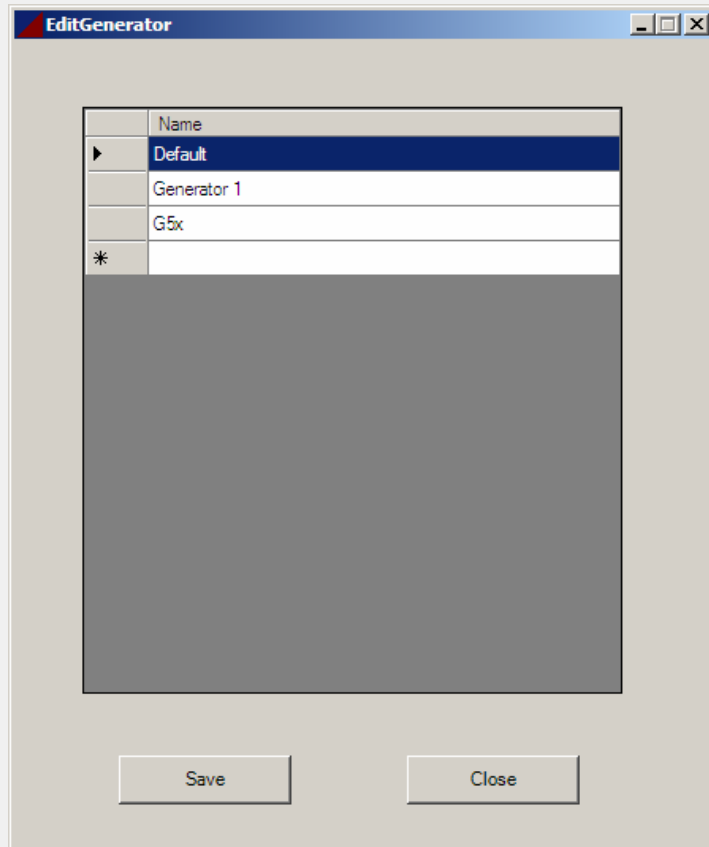 EditGenerator
Name
Default
Generator 1
G5x
Save
Close